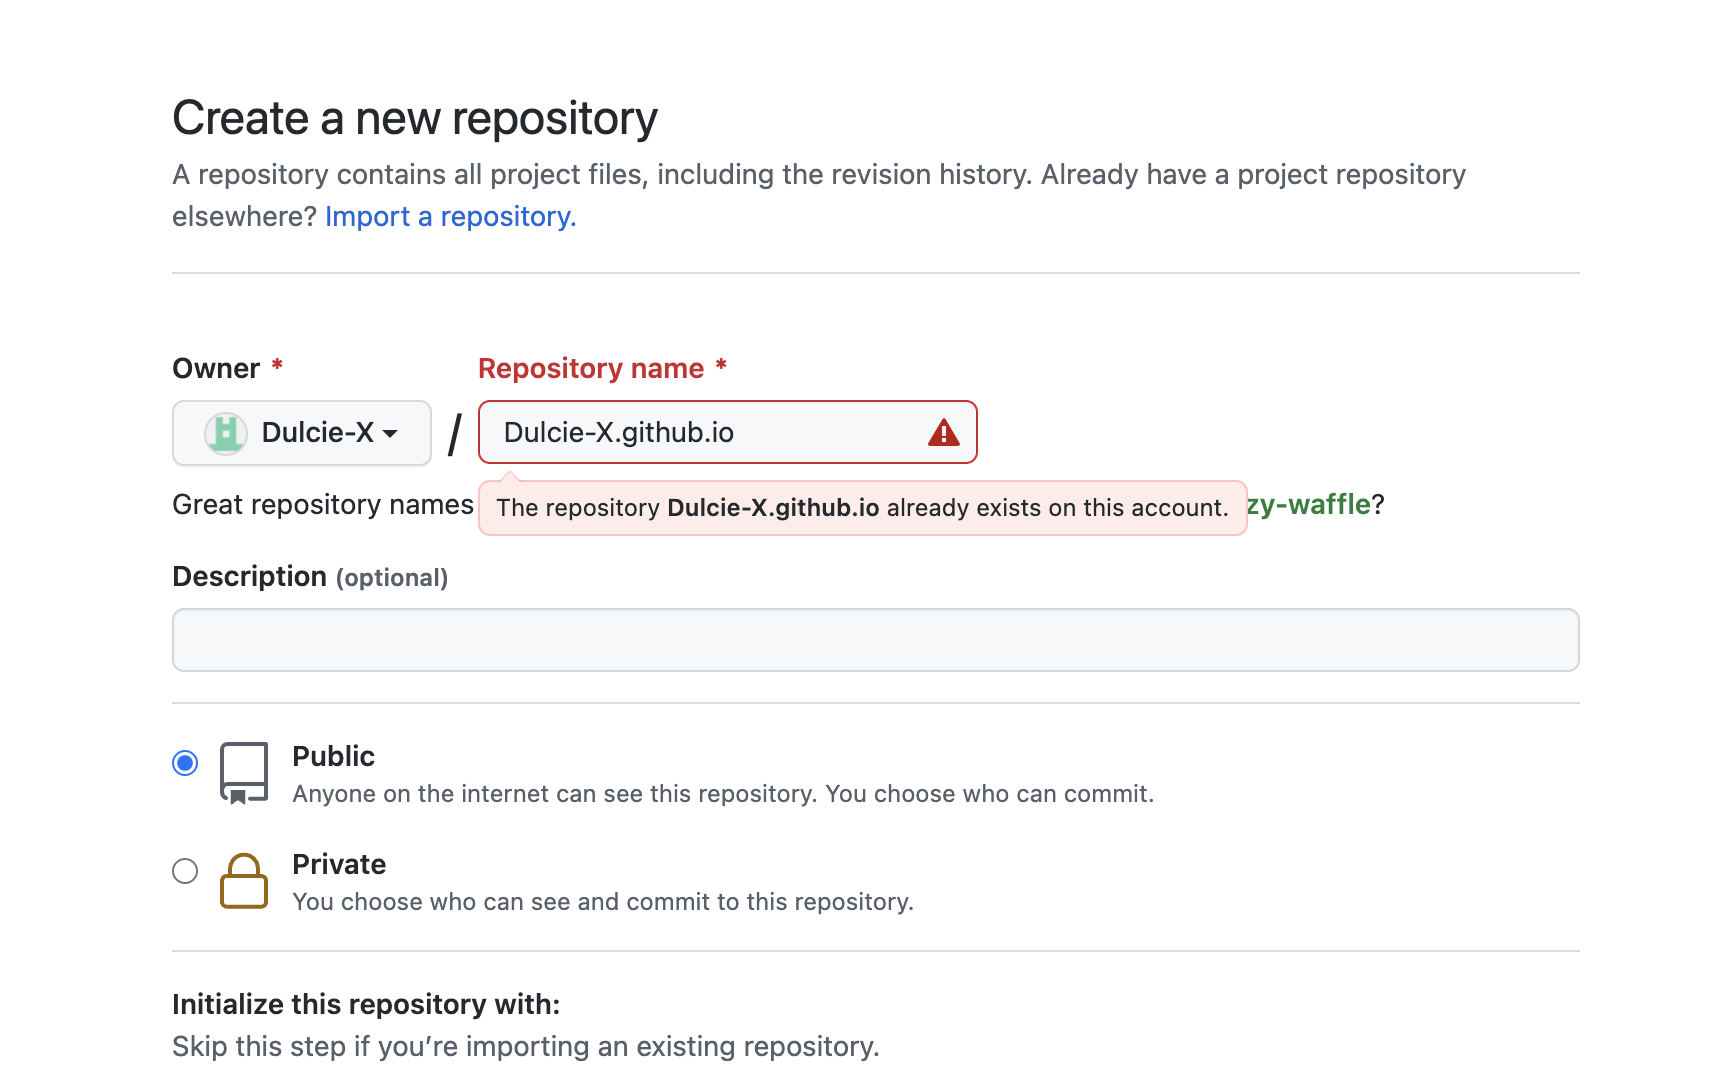 Create a new repository
A repository contains all project files, including the revision history. Already have a project repository
elsewhere? Import a repository.
Owner *
Repository name *
Dulcie-X
/
Dulcie-X.github.io
Great repository names
The repository Dulcie-X.github.io already exists on this account.
zy-waffle?
Description (optional)
Public
Anyone on the internet can see this repository. You choose who can commit.
Private
You choose who can see and commit to this repository.
Initialize this repository with:
Skip this step if you’re importing an existing repository.